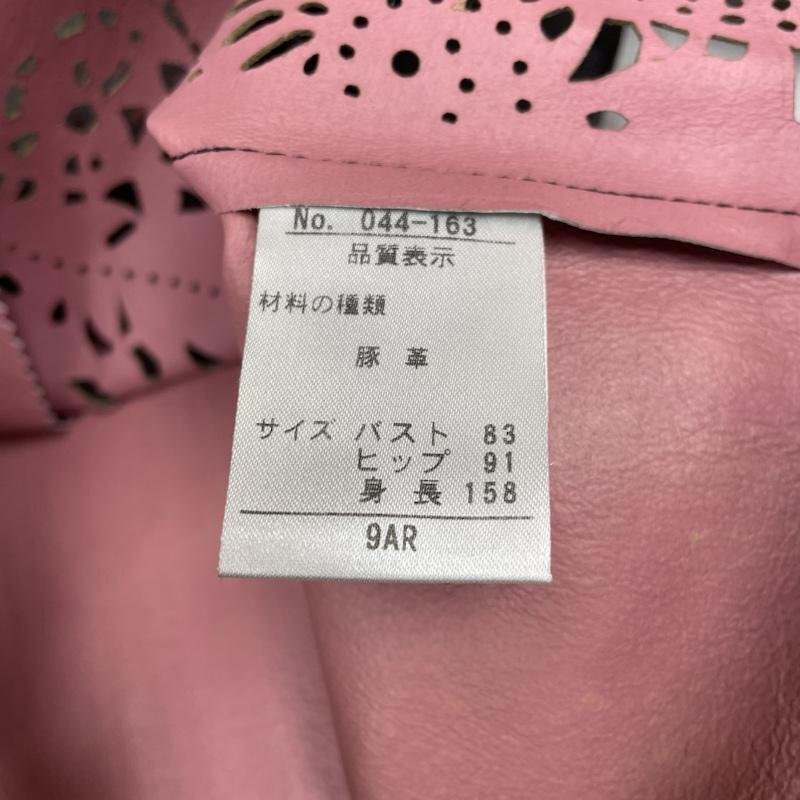 No. 044-163
品質表示
材料の種類
豚 革
サイズ バスト 83
ヒップ 91
身 長 158
9AR